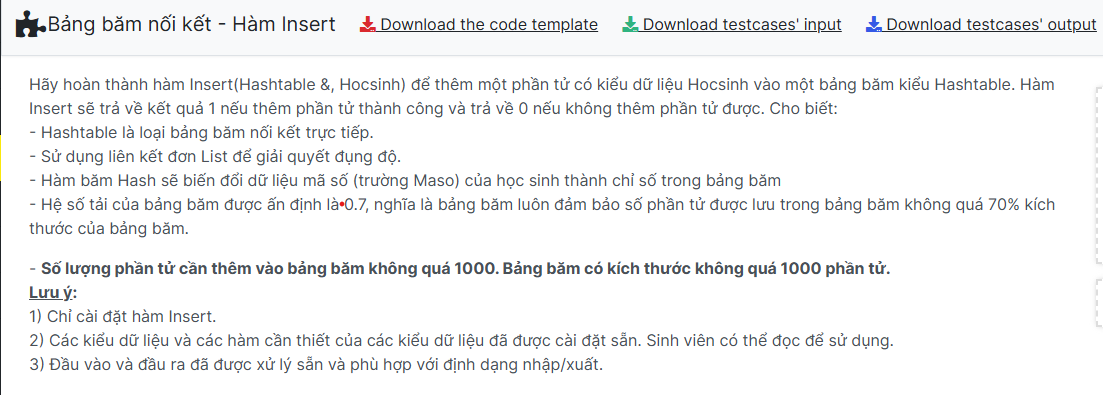 Bảng băm nối kết - Hàm Insert Download the code template Download testcases' input Download testcases' output
Hãy hoàn thành hàm Insert(Hashtable &, Hocsinh) để thêm một phần tử có kiểu dữ liệu Hocsinh vào một bảng băm kiểu Hashtable. Hàm
Insert sẽ trả về kết quả 1 nếu thêm phần tử thành công và trả về 0 nếu không thêm phần tử được. Cho biết:
- Hashtable là loại bảng băm nối kết trực tiếp.
- Sử dụng liên kết đơn List để giải quyết đụng độ.
- Hàm băm Hash sẽ biến đổi dữ liệu mã số (trường Maso) của học sinh thành chỉ số trong bảng băm
- Hệ số tải của bảng băm được ấn định là 0.7, nghĩa là bảng băm luôn đảm bảo số phần tử được lưu trong bảng băm không quá 70% kích
thước của bảng băm.
- Số lượng phần tử cần thêm vào bảng băm không quá 1000. Bảng băm có kích thước không quá 1000 phần tử.
Lưu ý:
1) Chỉ cài đặt hàm Insert.
2) Các kiểu dữ liệu và các hàm cần thiết của các kiểu dữ liệu đã được cài đặt sẵn. Sinh viên có thể đọc để sử dụng.
3) Đầu vào và đầu ra đã được xử lý sẵn và phù hợp với định dạng nhập/xuất.